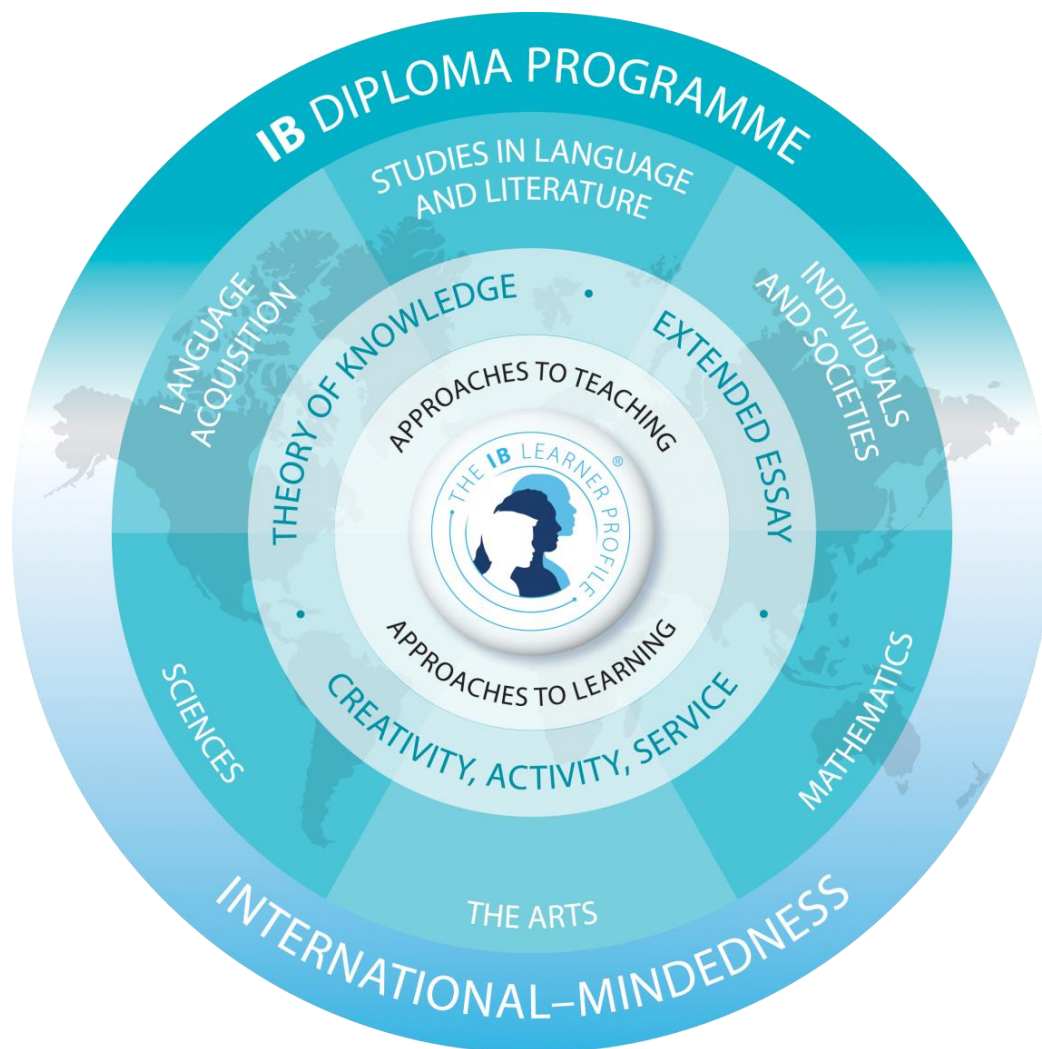 IB DIPLOMA PROGRAMME
STUDIES IN LANGUAGE
AND LITERATURE
LANGUAGE
ACQUISITION
INDIVIDUALS
AND SOCIETIES
THEORY OF KNOWLEDGE
•
EXTENDED ESSAY
•
APPROACHES TO TEACHING
THE IB LEARNER PROFILE®
APPROACHES TO LEARNING
•
CREATIVITY, ACTIVITY, SERVICE
SCIENCES
MATHEMATICS
THE ARTS
INTERNATIONAL–MINDEDNESS